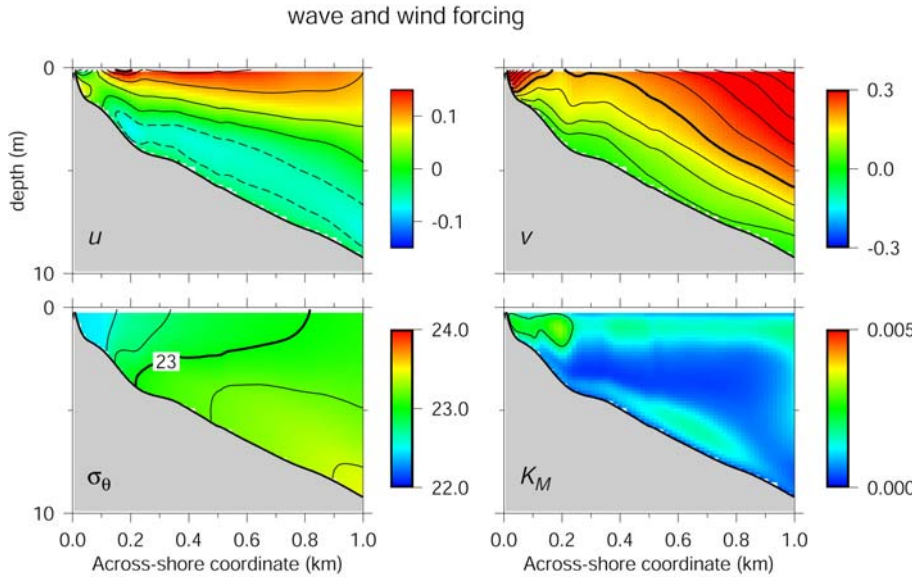 wave and wind forcing
0
10
depth (m)
u
0.1
0.0
-0.1
v
0.3
0.0
-0.3
0
10
23
σθ
0.0 0.2 0.4 0.6 0.8 1.0
Across-shore coordinate (km)
24.0
23.0
22.0
KM
0.0 0.2 0.4 0.6 0.8 1.0
Across-shore coordinate (km)
0.005
0.000